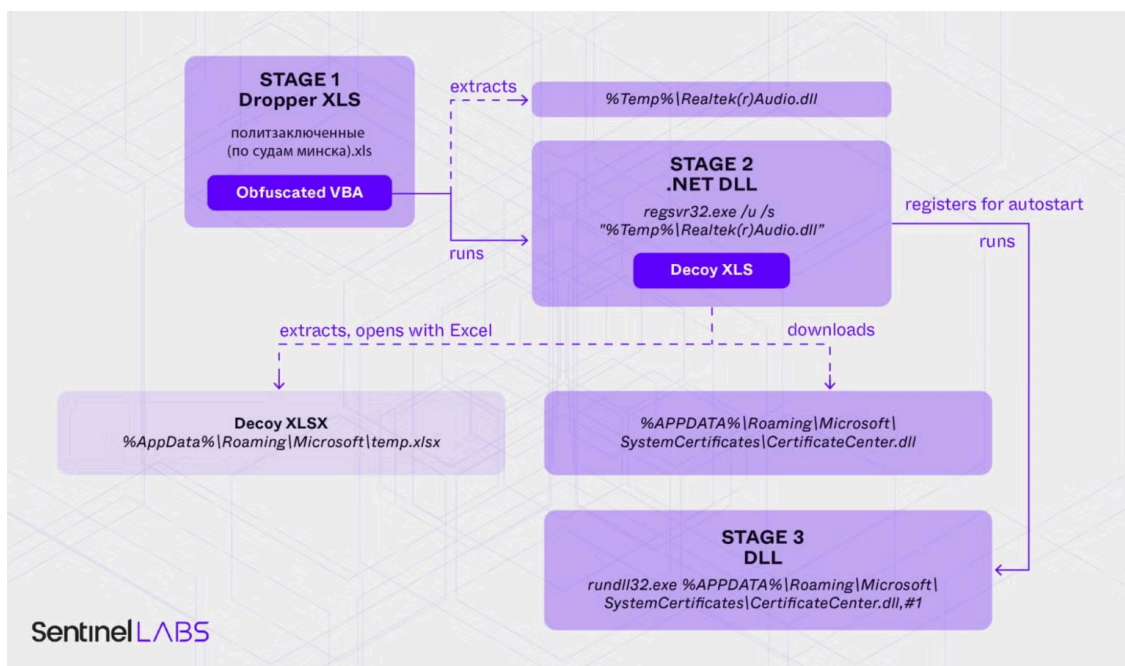 STAGE 1
Dropper XLS
политзаключенные
(по судам минска).xls
Obfuscated VBA
extracts
%Temp%\Realtek(r)Audio.dll
runs
STAGE 2
.NET DLL
regsvr32.exe /u /s
"%Temp%\Realtek(r)Audio.dll”
Decoy XLS
registers for autostart
runs
extracts, opens with Excel
downloads
Decoy XLSX
%AppData%\Roaming\Microsoft\temp.xlsx
%APPDATA%\Roaming\Microsoft\
SystemCertificates\CertificateCenter.dll
STAGE 3
DLL
rundll32.exe %APPDATA%\Roaming\Microsoft\
SystemCertificates\CertificateCenter.dll,#1
SentinelLABS